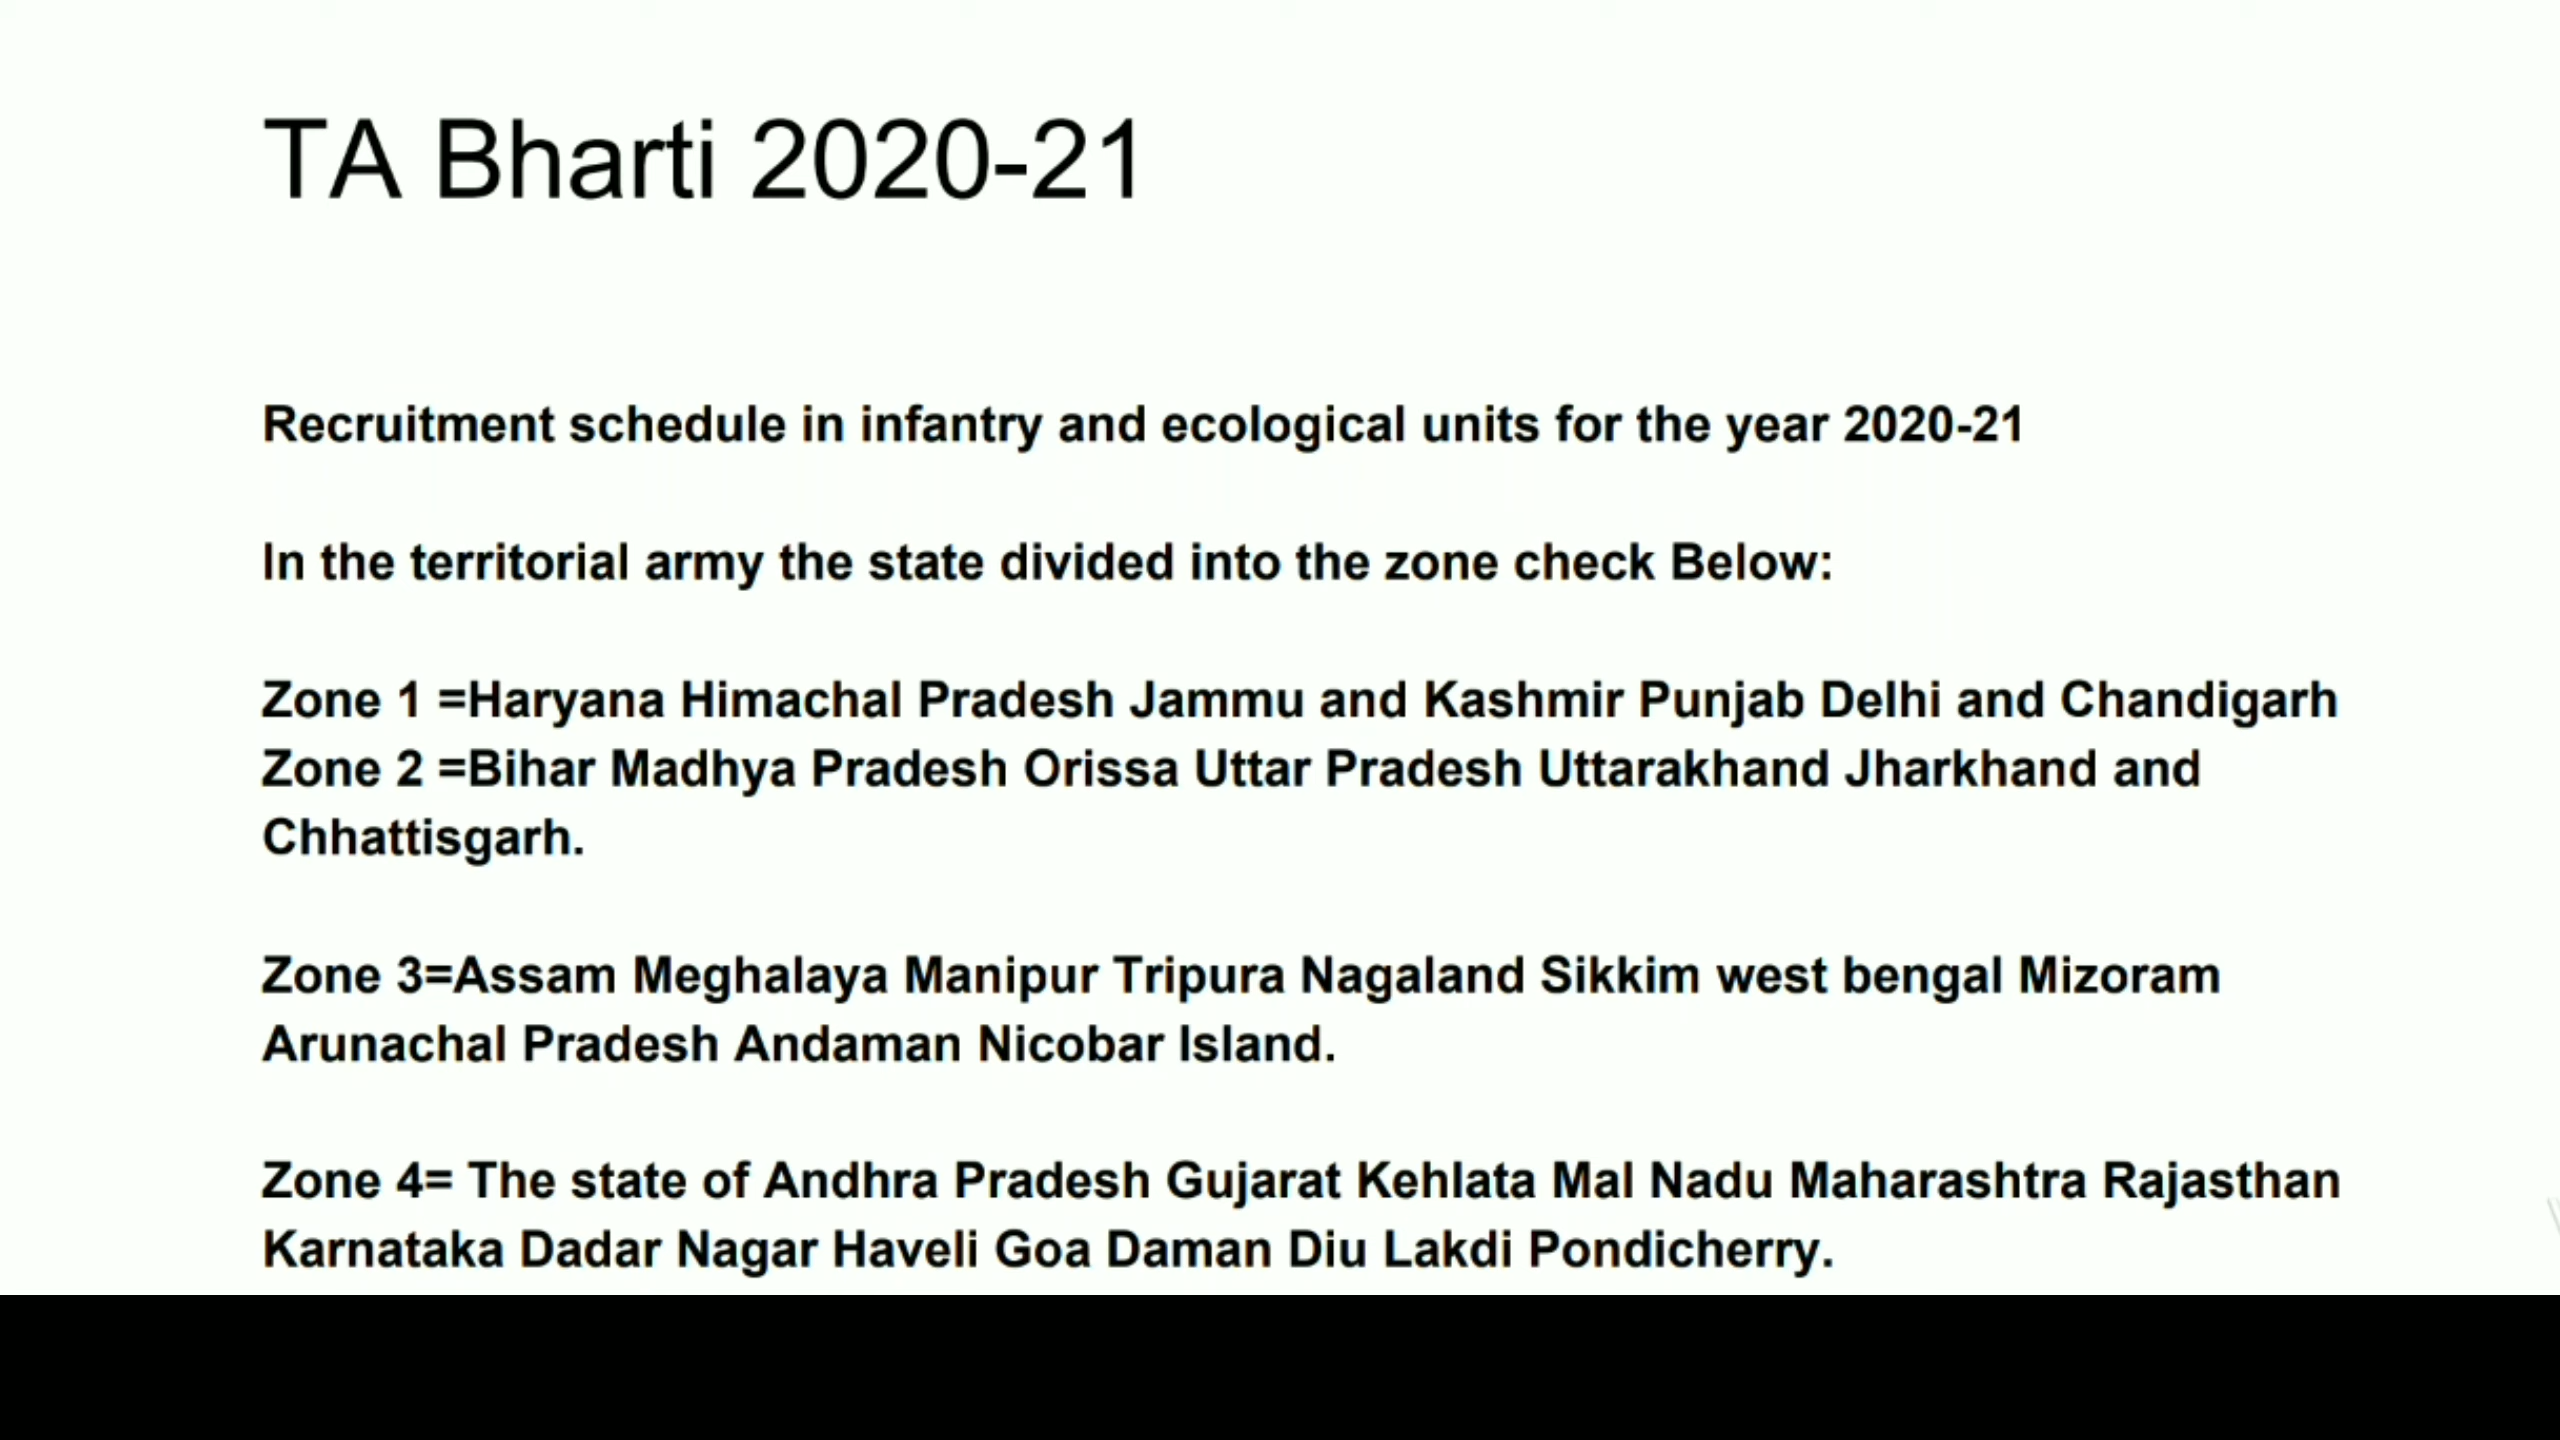 TA Bharti 2020-21
Recruitment schedule in infantry and ecological units for the year 2020-21
In the territorial army the state divided into the zone check Below:
Zone 1 =Haryana Himachal Pradesh Jammu and Kashmir Punjab Delhi and Chandigarh
Zone 2 =Bihar Madhya Pradesh Orissa Uttar Pradesh Uttarakhand Jharkhand and
Chhattisgarh.
Zone 3=Assam Meghalaya Manipur Tripura Nagaland Sikkim west bengal Mizoram
Arunachal Pradesh Andaman Nicobar Island.
Zone 4= The state of Andhra Pradesh Gujarat Kehlata Mal Nadu Maharashtra Rajasthan
Karnataka Dadar Nagar Haveli Goa Daman Diu Lakdi Pondicherry.